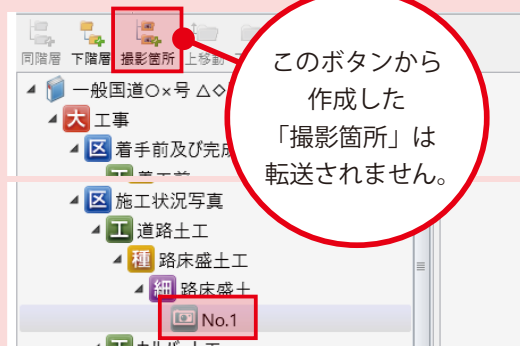 同階層 下階層 撮影箇所 上移動
このボタンから
作成した
「撮影箇所」は
転送されません。
一般国道○×号 △◇
大 工事
区 着手前及び完成
区 施工状況写真
工 道路土工
種 路床盛土工
細 路床盛土
No.1